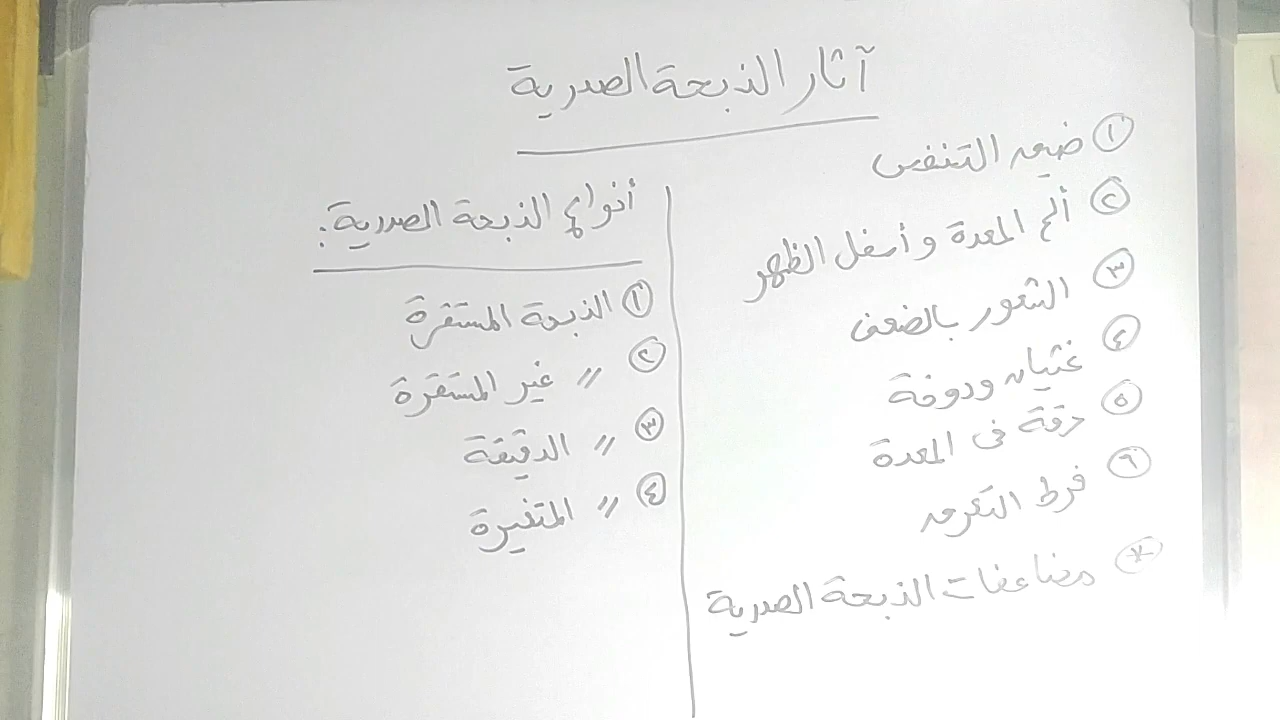 آثار الذبحة الصدرية
١ ضيق التنفس
٢ ألم المعدة وأسفل الظهر
٣ الشعور بالضعف
٤ غثيان ودوخة
٥ حرقة في المعدة
٦ فرط التعرق
* مضاعفات الذبحة الصدرية
أنواع الذبحة الصدرية:
١ الذبحة المستقرة
٢〃 غير المستقرة
٣〃 الدقيقة
٤〃 المتغيرة